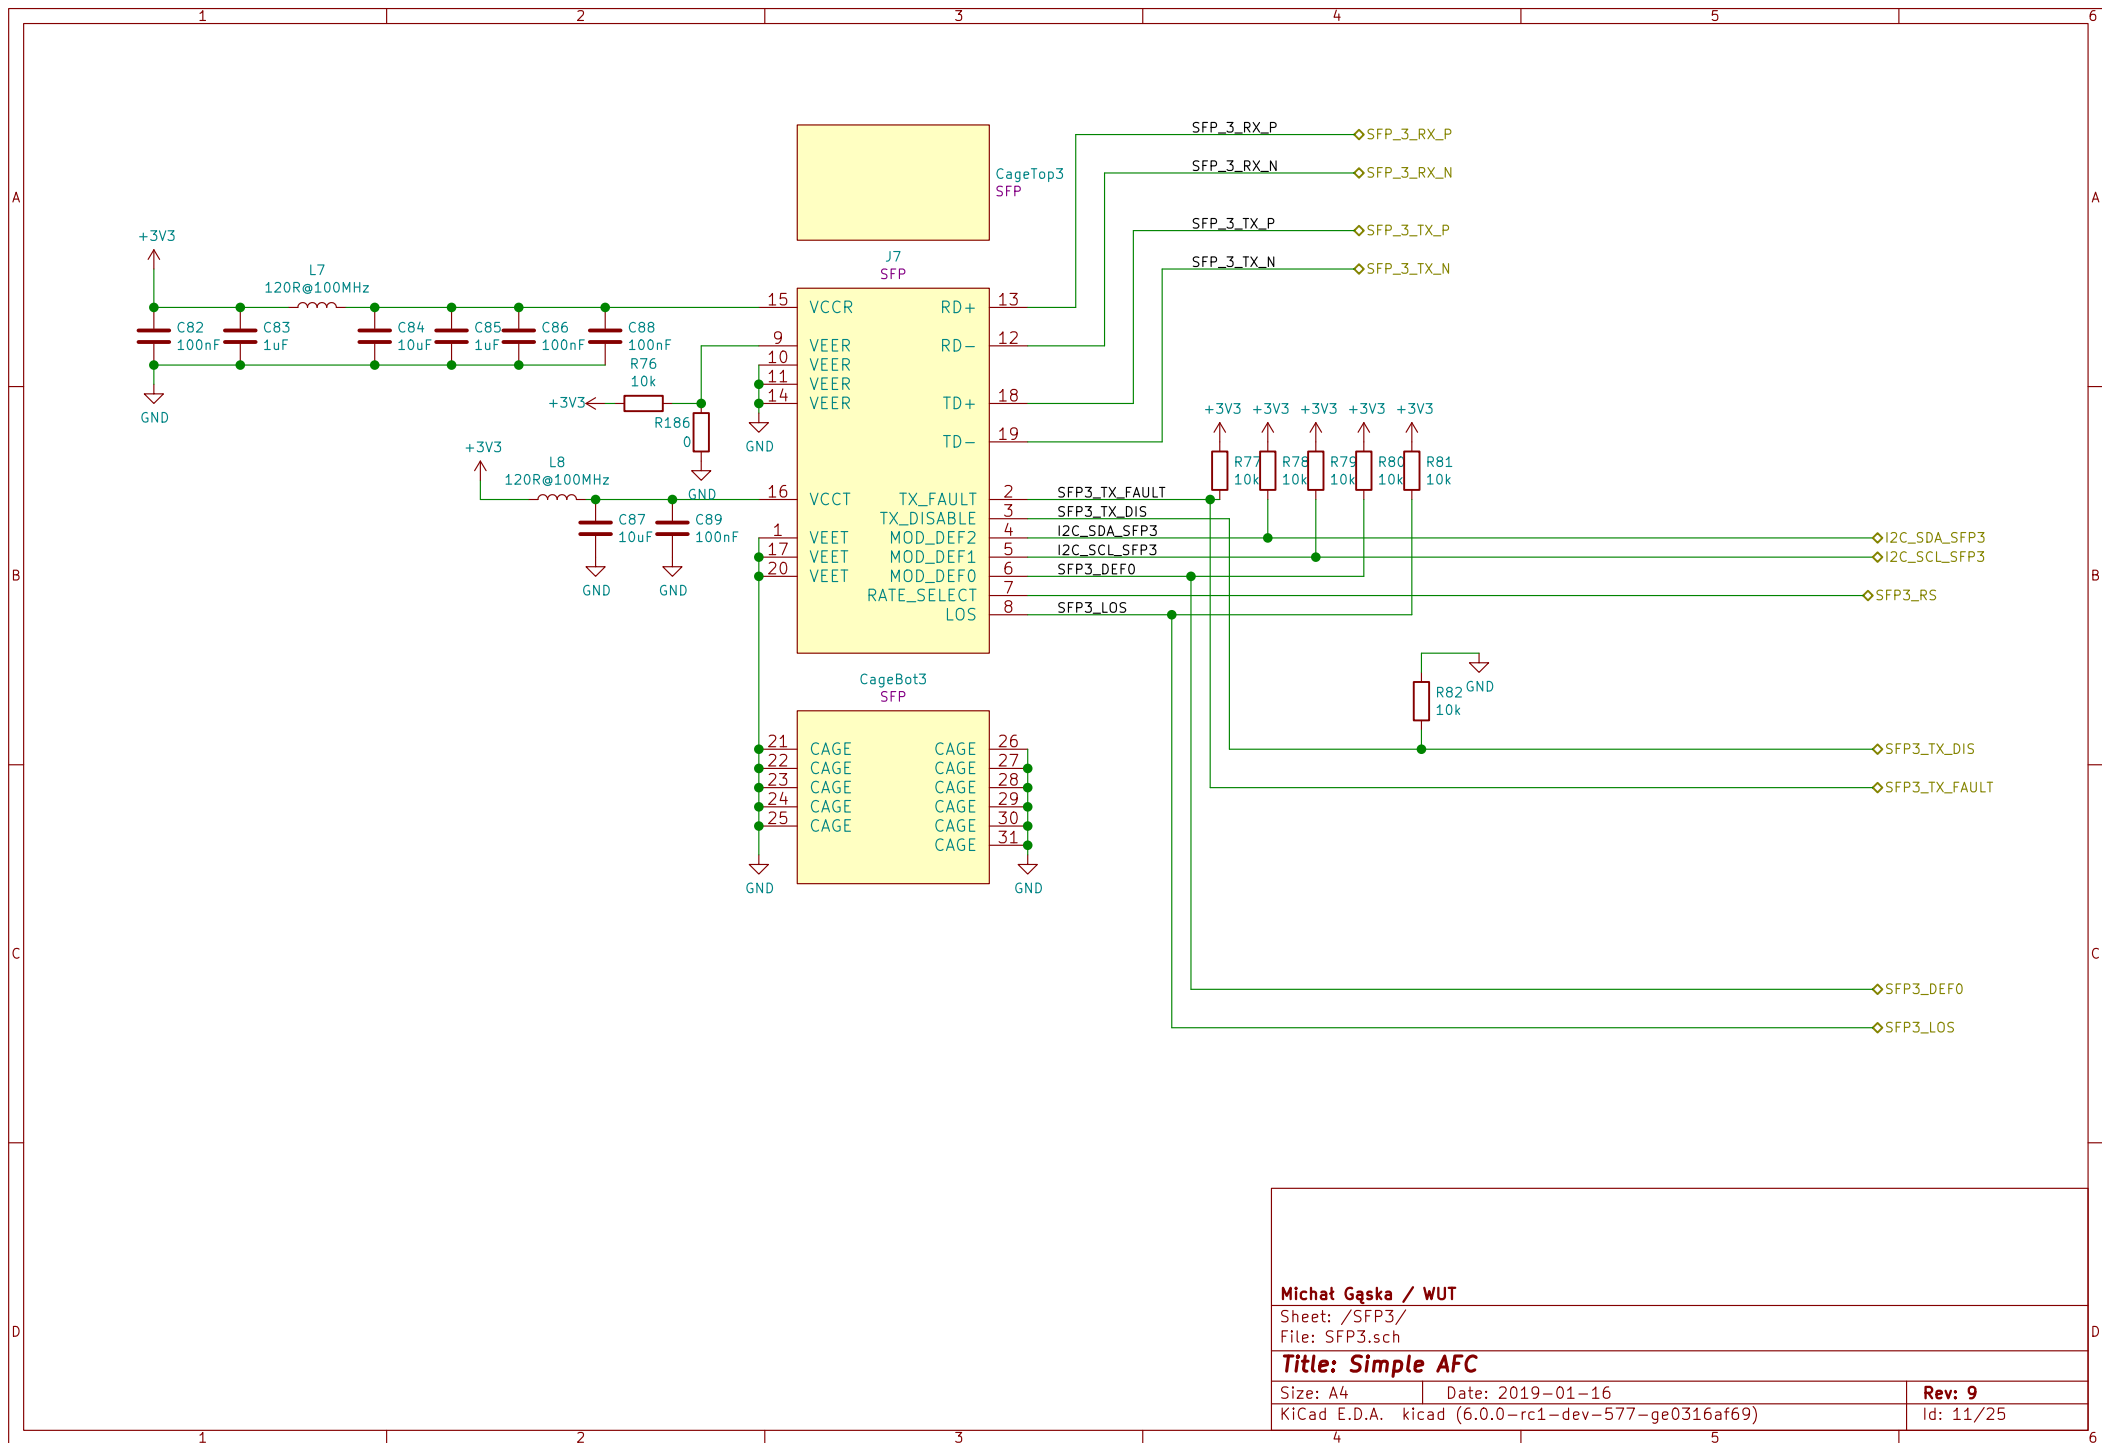 1 2 3 4 5 6
A A
B B
C C
D D
SFP_3_RX_P SFP_3_RX_P
SFP_3_RX_N SFP_3_RX_N
CageTop3
SFP
SFP_3_TX_P SFP_3_TX_P
SFP_3_TX_N SFP_3_TX_N
J7
SFP
+3V3
L7
120R@100MHz
C82
100nF
C83
1uF
C84
10uF
C85
1uF
C86
100nF
C88
100nF
GND
R76
10k
+3V3
R186
0
GND
GND
+3V3
L8
120R@100MHz
C87
10uF
C89
100nF
GND
GND
15 VCCR RD+ 13
9 VEER RD- 12
10 VEER
11 VEER
14 VEER TD+ 18
TD- 19
16 VCCT TX_FAULT 2 SFP3_TX_FAULT
TX_DISABLE 3 SFP3_TX_DIS
1 VEET MOD_DEF2 4 I2C_SDA_SFP3 I2C_SDA_SFP3
17 VEET MOD_DEF1 5 I2C_SCL_SFP3 I2C_SCL_SFP3
20 VEET MOD_DEF0 6 SFP3_DEF0
RATE_SELECT 7 SFP3_RS
LOS 8 SFP3_LOS
+3V3 +3V3 +3V3 +3V3 +3V3
R77 R78 R79 R80 R81
10k 10k 10k 10k 10k
CageBot3
SFP
GND
R82
10k
21 CAGE CAGE 26
22 CAGE CAGE 27
23 CAGE CAGE 28
24 CAGE CAGE 29
25 CAGE CAGE 30
CAGE 31
GND GND
SFP3_TX_DIS
SFP3_TX_FAULT
SFP3_DEF0
SFP3_LOS
Michał Gąska / WUT
Sheet: /SFP3/
File: SFP3.sch
Title: Simple AFC
Size: A4 Date: 2019-01-16 Rev: 9
KiCad E.D.A. kicad (6.0.0-rc1-dev-577-ge0316af69) Id: 11/25
1 2 3 4 5 6